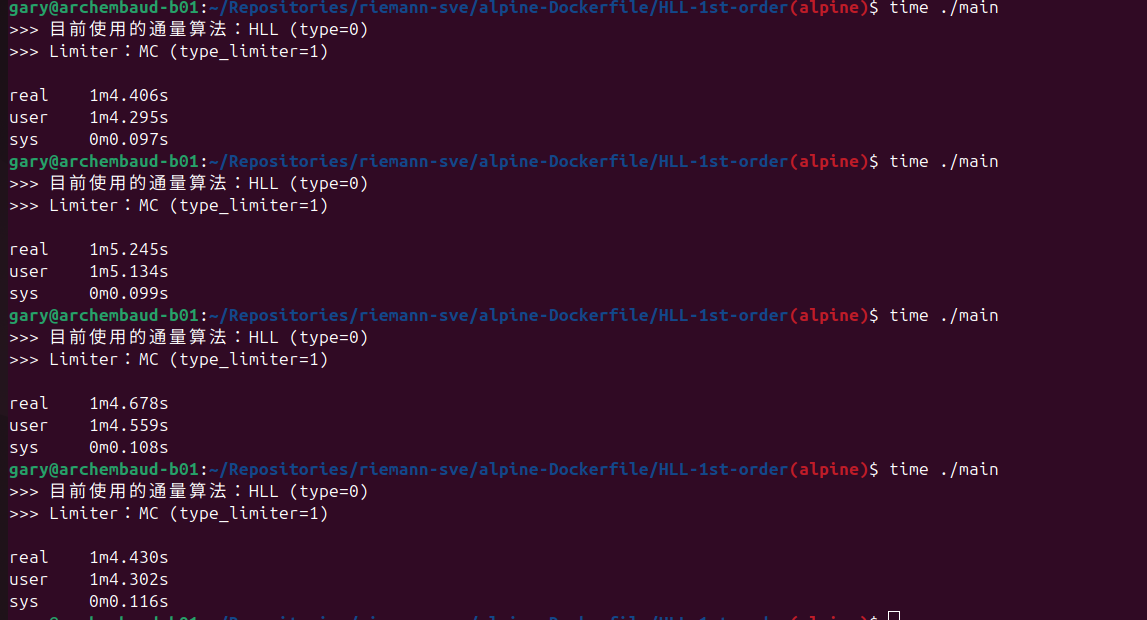 gary@archembaud-b01:~/Repositories/riemann-sve/alpine-Dockerfile/HLL-1st-order(alpine)$ time ./main
>>> 目前使用的通量算法：HLL (type=0)
>>> Limiter：MC (type_limiter=1)
real 1m4.406s
user 1m4.295s
sys 0m0.097s
gary@archembaud-b01:~/Repositories/riemann-sve/alpine-Dockerfile/HLL-1st-order(alpine)$ time ./main
>>> 目前使用的通量算法：HLL (type=0)
>>> Limiter：MC (type_limiter=1)
real 1m5.245s
user 1m5.134s
sys 0m0.099s
gary@archembaud-b01:~/Repositories/riemann-sve/alpine-Dockerfile/HLL-1st-order(alpine)$ time ./main
>>> 目前使用的通量算法：HLL (type=0)
>>> Limiter：MC (type_limiter=1)
real 1m4.678s
user 1m4.559s
sys 0m0.108s
gary@archembaud-b01:~/Repositories/riemann-sve/alpine-Dockerfile/HLL-1st-order(alpine)$ time ./main
>>> 目前使用的通量算法：HLL (type=0)
>>> Limiter：MC (type_limiter=1)
real 1m4.430s
user 1m4.302s
sys 0m0.116s